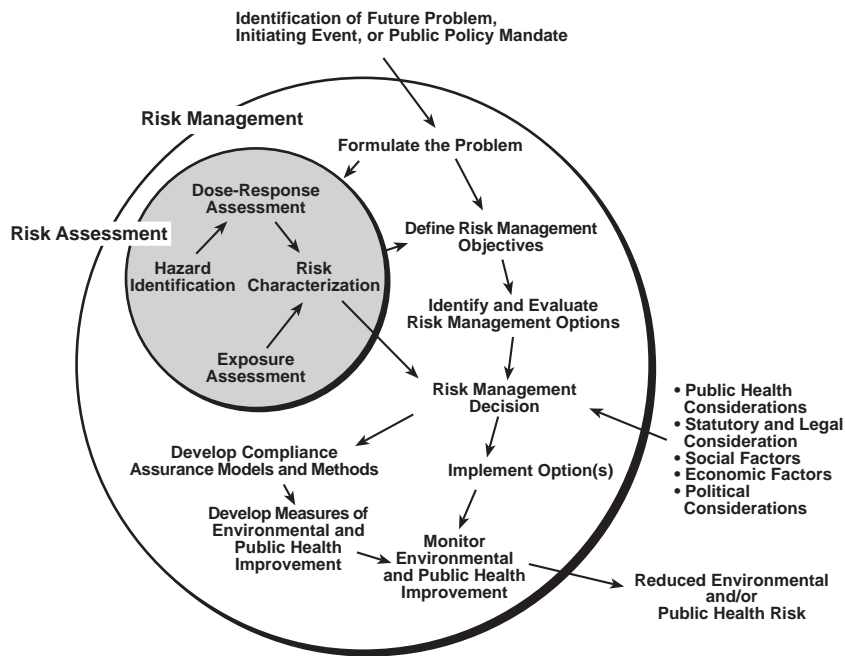 Identification of Future Problem,
Initiating Event, or Public Policy Mandate
Risk Management
Formulate the Problem
Dose-Response
Assessment
Risk Assessment
Define Risk Management
Objectives
Hazard
Identification
Risk
Characterization
Identify and Evaluate
Risk Management Options
Exposure
Assessment
Risk Management
Decision
• Public Health
Considerations
• Statutory and Legal
Consideration
• Social Factors
• Economic Factors
• Political
Considerations
Develop Compliance
Assurance Models and Methods
Implement Option(s)
Develop Measures of
Environmental and
Public Health
Improvement
Monitor
Environmental
and Public Health
Improvement
Reduced Environmental
and/or
Public Health Risk